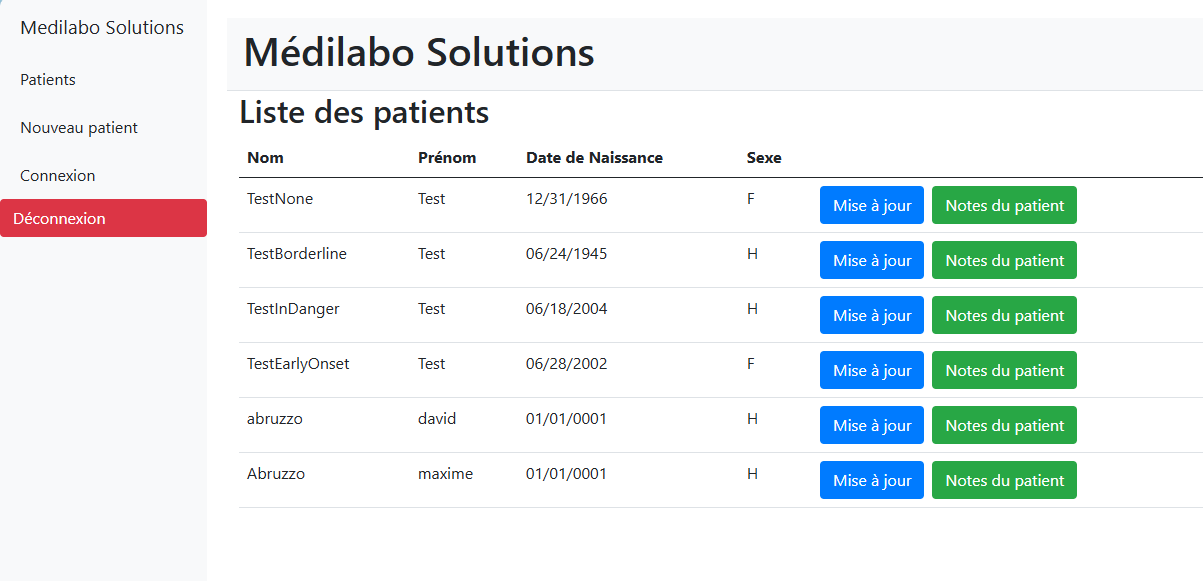 Medilabo Solutions
Patients
Nouveau patient
Connexion
Déconnexion
Médilabo Solutions
Liste des patients
Nom Prénom Date de Naissance Sexe
TestNone Test 12/31/1966 F Mise à jour Notes du patient
TestBorderline Test 06/24/1945 H Mise à jour Notes du patient
TestInDanger Test 06/18/2004 H Mise à jour Notes du patient
TestEarlyOnset Test 06/28/2002 F Mise à jour Notes du patient
abruzzo david 01/01/0001 H Mise à jour Notes du patient
Abruzzo maxime 01/01/0001 H Mise à jour Notes du patient